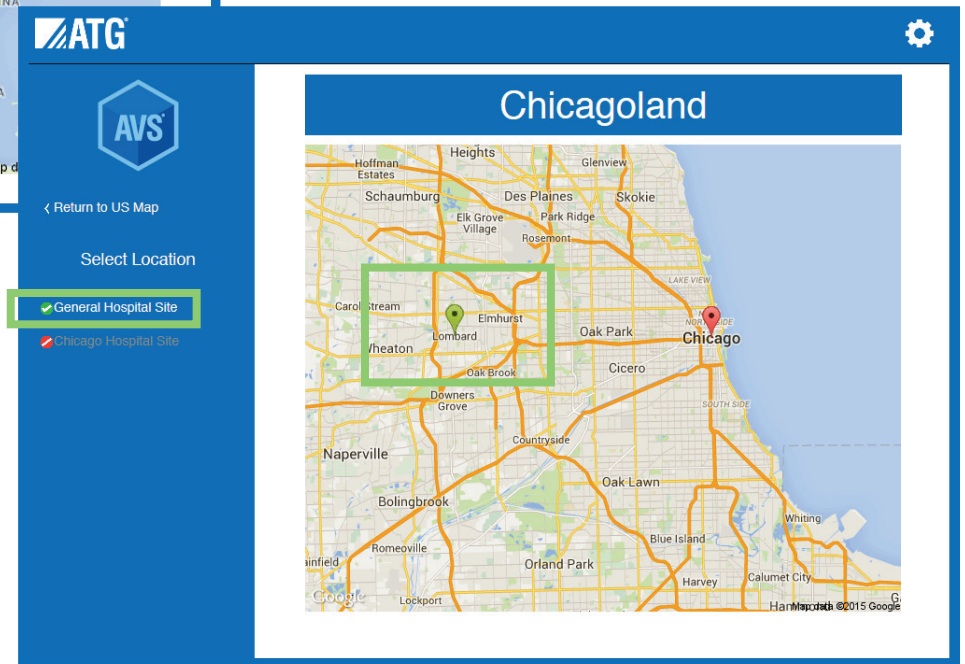 ATG
AVS
Return to US Map
Select Location
General Hospital Site
Chicago Hospital Site
Chicagoland
Heights
Hoffman
Estates
Glenview
Schaumburg
Des Plaines
Skokie
Elk Grove
Village
Park Ridge
Rosemont
LAKE VIEW
Carol Stream
Elmhurst
Lombard
Oak Park
Chicago
Wheaton
Oak Brook
Cicero
Downers
Grove
SOUTH SIDE
Countryside
Naperville
Oak Lawn
Bolingbrook
Whiting
Blue Island
Romeoville
Orland Park
Calumet City
Harvey
Google
Lockport
Map data ©2015 Google